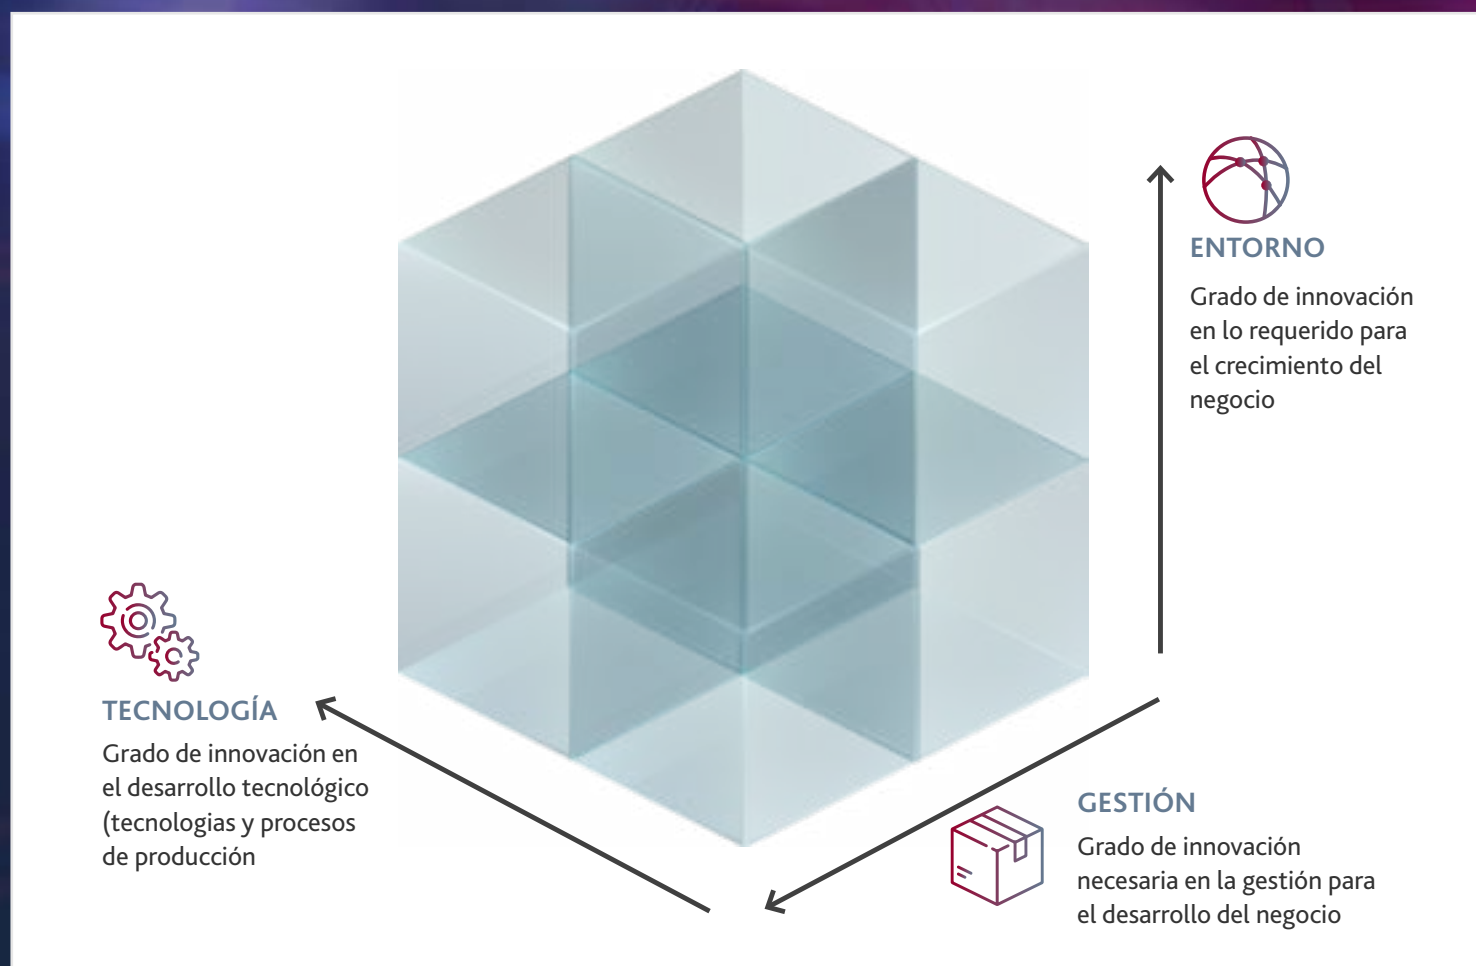 ENTORNO
Grado de innovación
en lo requerido para
el crecimiento del
negocio
TECNOLOGÍA
Grado de innovación en
el desarrollo tecnológico
(tecnologias y procesos
de producción
GESTIÓN
Grado de innovación
necesaria en la gestión para
el desarrollo del negocio